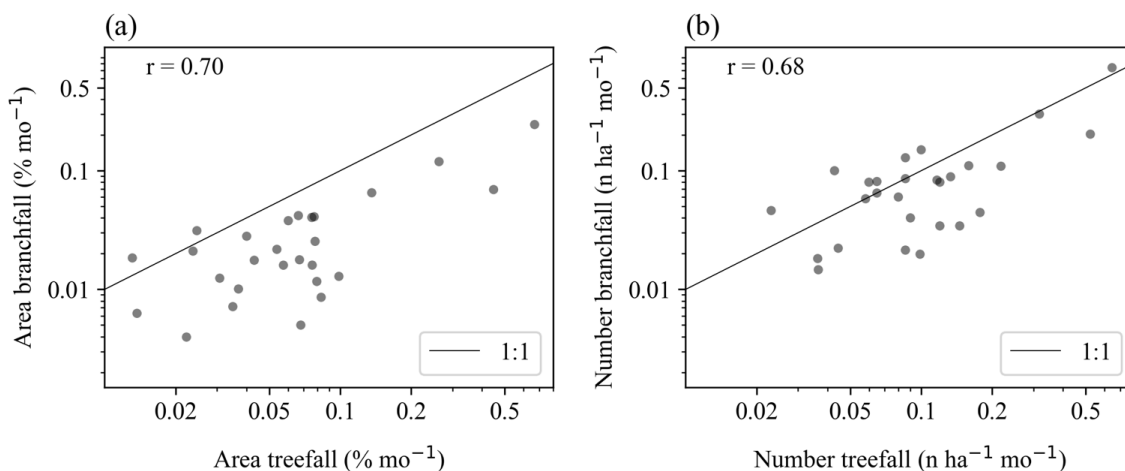 (a)
r = 0.70
0.5
0.1
0.01
Area branchfall (% mo⁻¹)
1:1
0.02 0.05 0.1 0.2 0.5
Area treefall (% mo⁻¹)
(b)
r = 0.68
0.5
0.1
0.01
Number branchfall (n ha⁻¹ mo⁻¹)
1:1
0.02 0.05 0.1 0.2 0.5
Number treefall (n ha⁻¹ mo⁻¹)